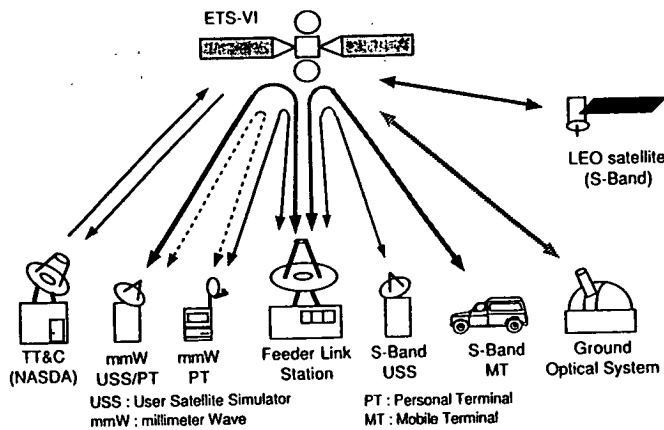 ETS-VI
LEO satellite
(S-Band)
TT&C
(NASDA)
mmW
USS/PT
mmW
PT
Feeder Link
Station
S-Band
USS
S-Band
MT
Ground
Optical System
USS : User Satellite Simulator
mmW : millimeter Wave
PT : Personal Terminal
MT : Mobile Terminal